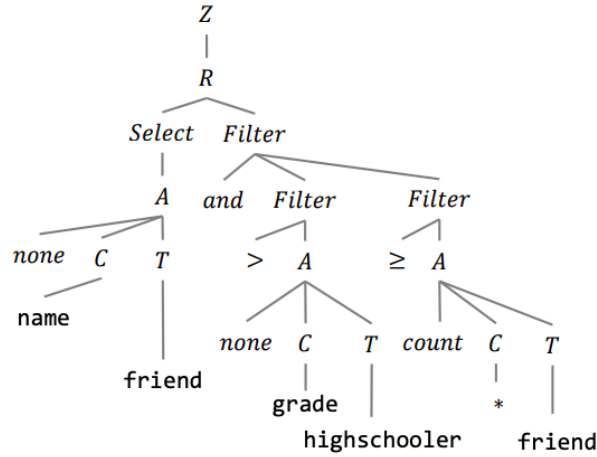 Z
R
Select Filter
A and Filter Filter
none C T > A ≥ A
name none C T count C T
friend grade *
highschooler friend